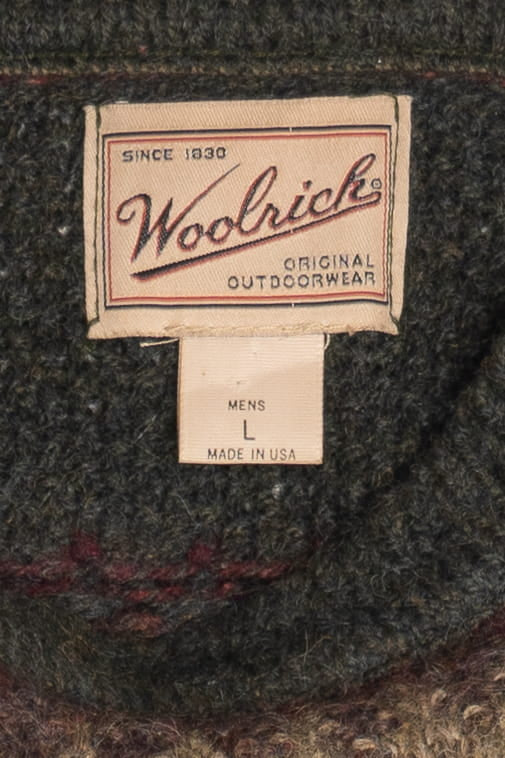 SINCE 1830
Woolrich®
ORIGINAL
OUTDOORWEAR
MENS
L
MADE IN USA